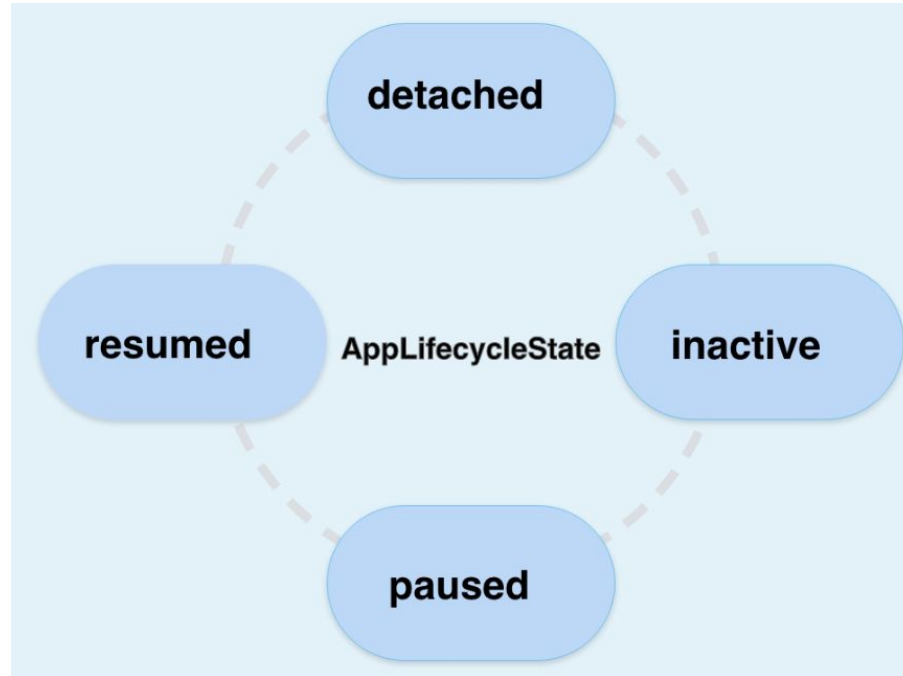 detached
resumed
AppLifecycleState
inactive
paused